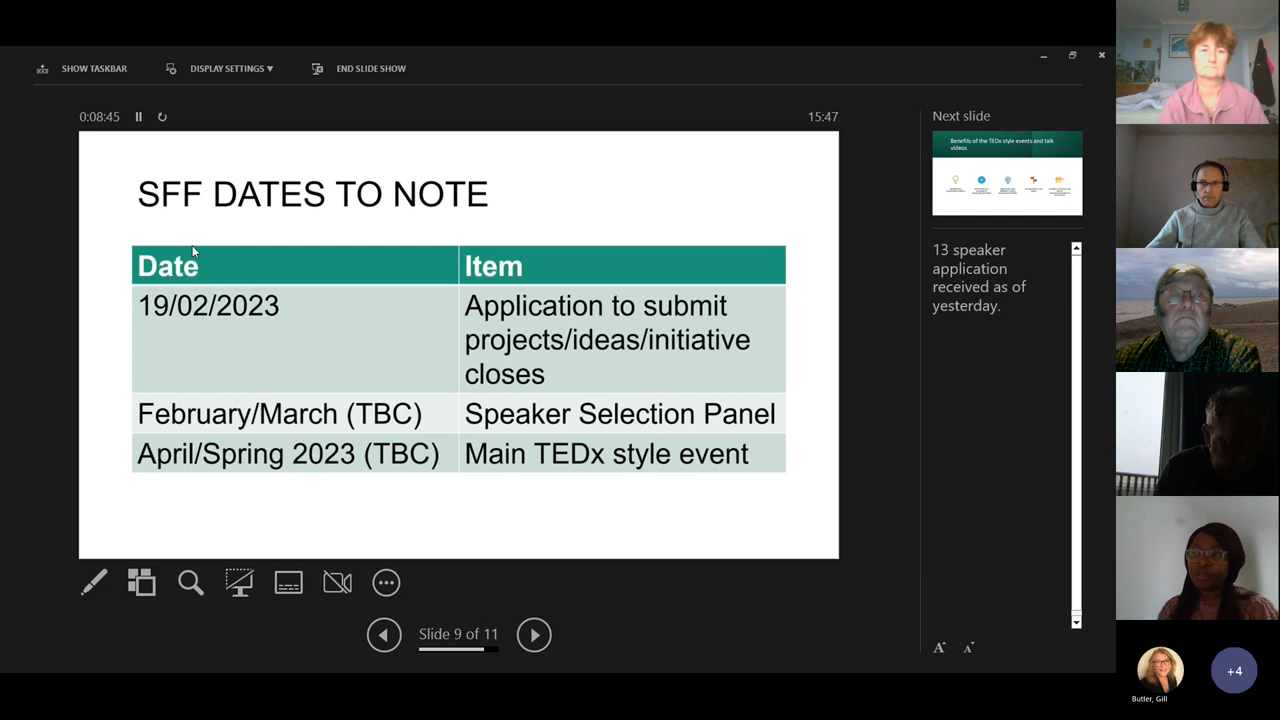 SHOW TASKBAR
DISPLAY SETTINGS ▼
END SLIDE SHOW
0:08:45
15:47
SFF DATES TO NOTE
Date Item
19/02/2023 Application to submit
projects/ideas/initiative
closes
February/March (TBC) Speaker Selection Panel
April/Spring 2023 (TBC) Main TEDx style event
Slide 9 of 11
Next slide
Benefits of the TEDx style events and talk
videos
13 speaker
application
received as of
yesterday.
A A
Butler, Gill
+4